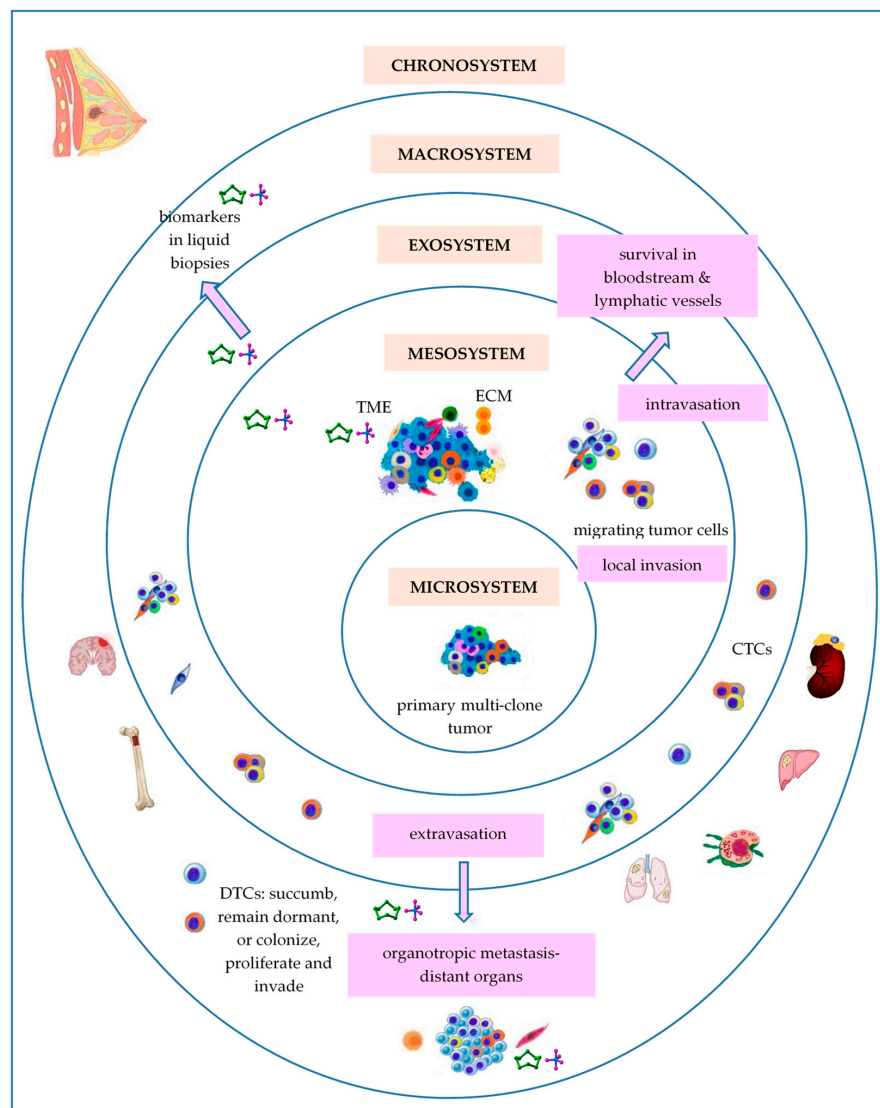 CHRONOSYSTEM
MACROSYSTEM
biomarkers
in liquid
biopsies
EXOSYSTEM
survival in
bloodstream &
lymphatic vessels
MESOSYSTEM
TME
ECM
intravasation
migrating tumor cells
local invasion
MICROSYSTEM
primary multi-clone
tumor
CTCs
extravasation
DTCs: succumb,
remain dormant,
or colonize,
proliferate and
invade
organotropic metastasis-
distant organs